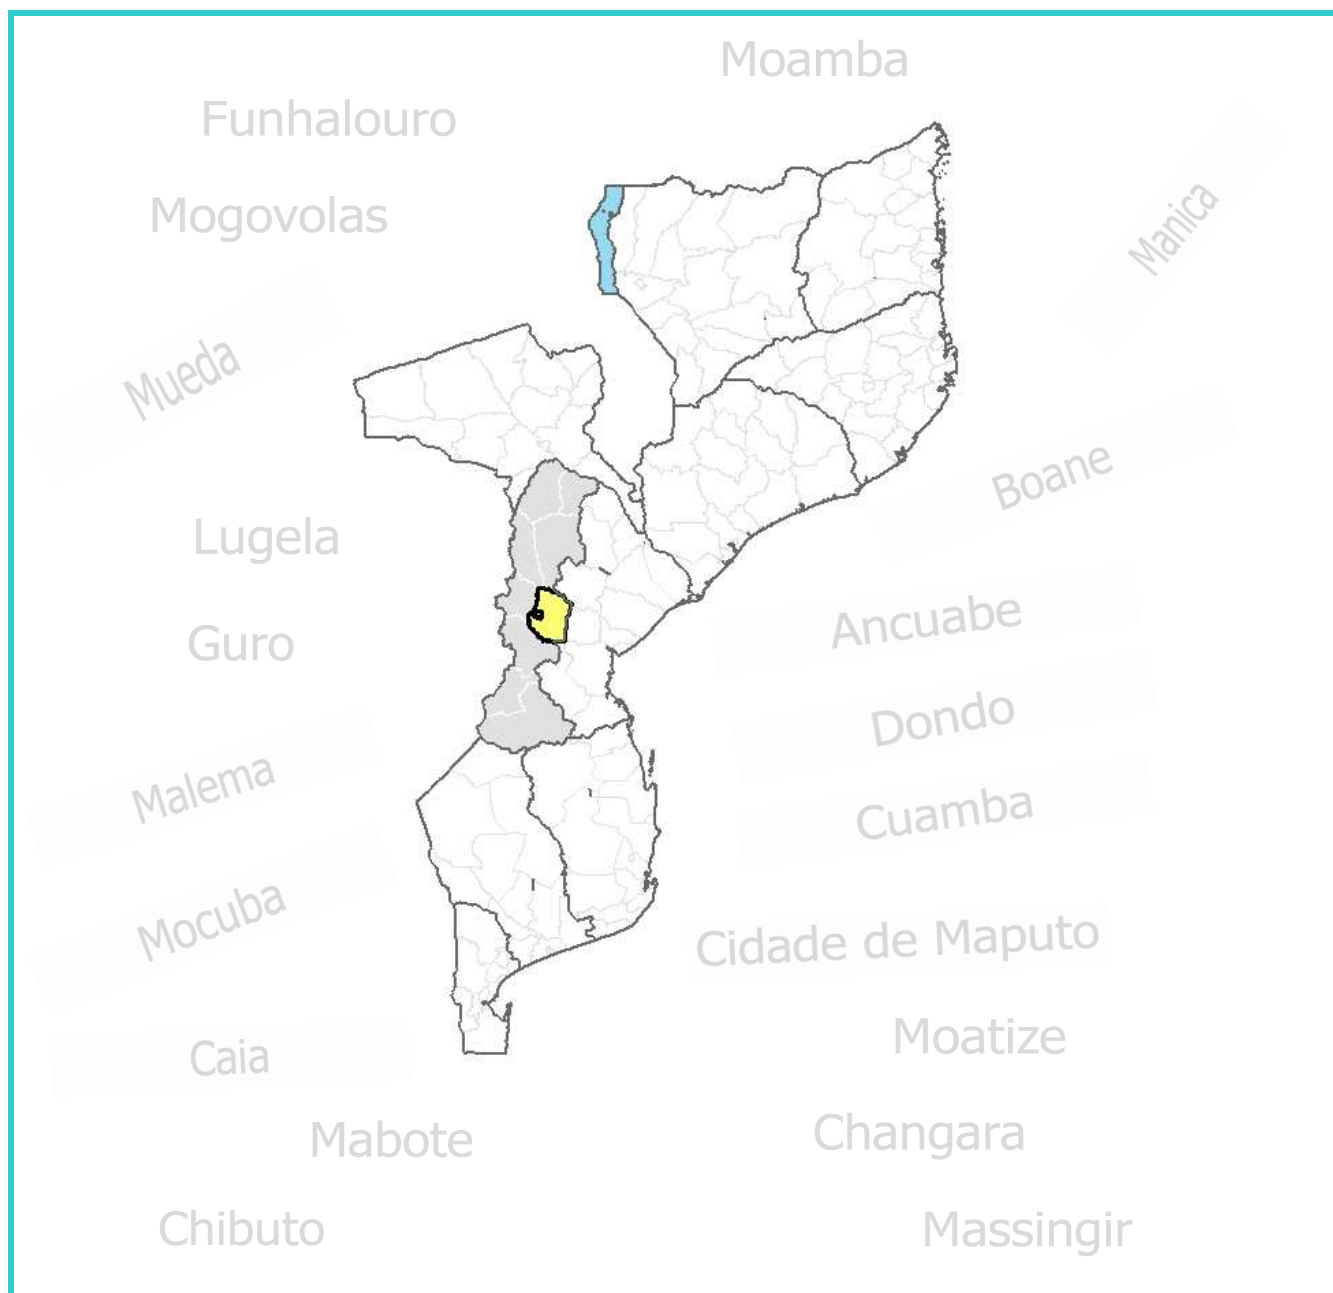 Moamba
Funhalouro
Mogovolas
Manica
Mueda
Boane
Lugela
Ancuabe
Guro
Dondo
Malema
Cuamba
Mocuba
Cidade de Maputo
Caia
Moatize
Mabote
Changara
Chibuto
Massingir